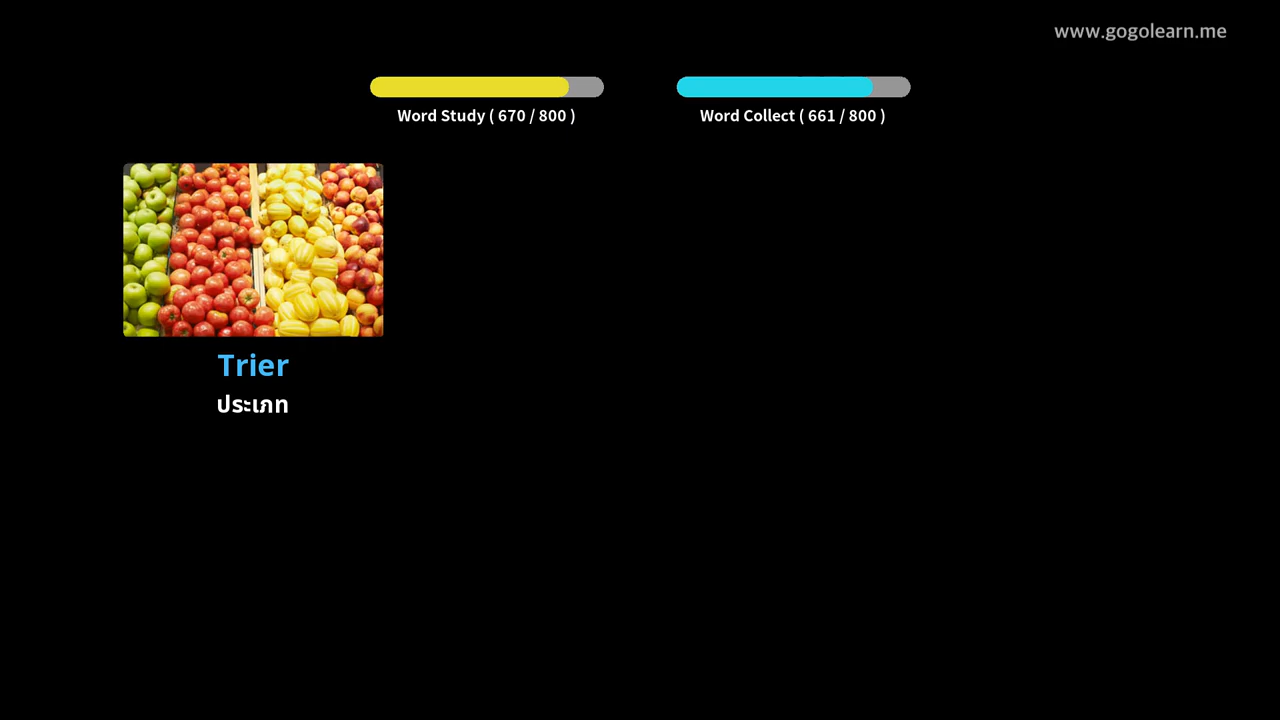 www.gogolearn.me
Word Study ( 670 / 800 )
Word Collect ( 661 / 800 )
Trier
ประเภท